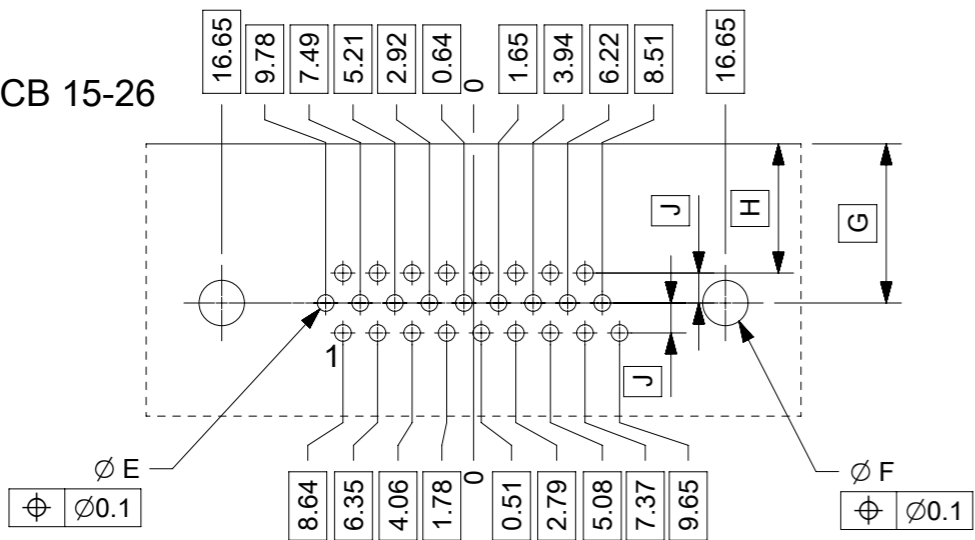 CB 15-26
16.65
9.78
7.49
5.21
2.92
0.64
0
1.65
3.94
6.22
8.51
16.65
J
H
G
1
J
Ø E
⌖ Ø0.1
8.64
6.35
4.06
1.78
0
0.51
2.79
5.08
7.37
9.65
Ø F
⌖ Ø0.1